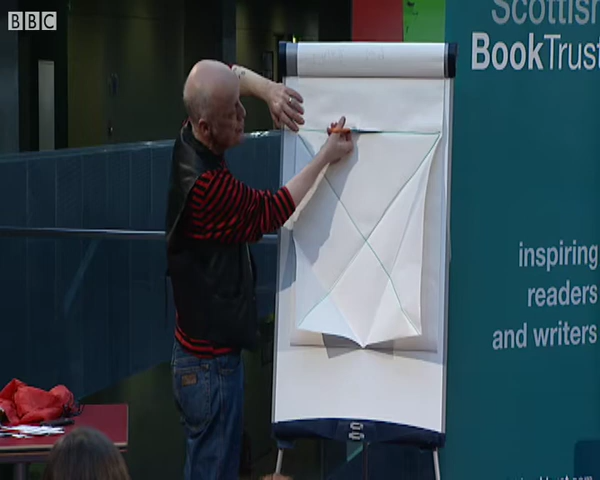 BBC
Scottish
BookTrust
inspiring
readers
and writers